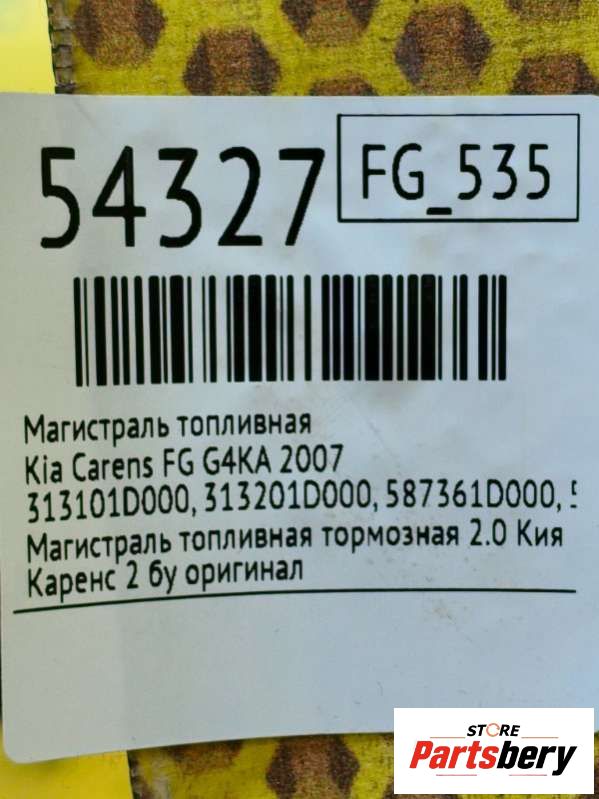 54327
FG_535
Магистраль топливная
Kia Carens FG G4KA 2007
313101D000, 313201D000, 587361D000,
Магистраль топливная тормозная 2.0 Кия
Каренс 2 бу оригинал
STORE
Partsbery